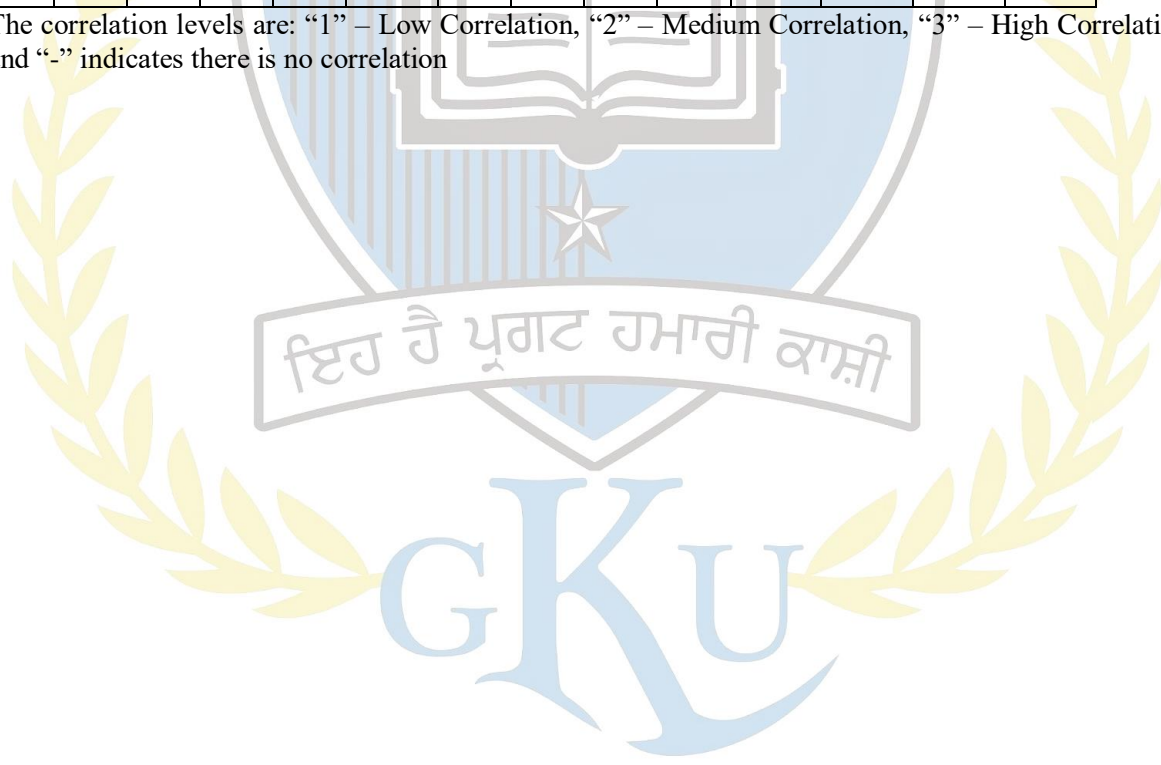 The correlation levels are: “1” – Low Correlation, “2” – Medium Correlation, “3” – High Correlati
nd “-” indicates there is no correlation
ਇਹ ਹੈ ਪ੍ਰਗਟ ਹਮਾਰੀ ਕਾਸ਼ੀ
GKU